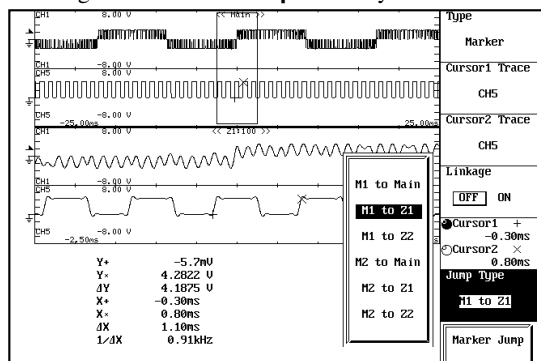 CH1 8.00 V << Main >>
CH1 -8.00 V
CH5
CH5 -8.00 V
-25.00ms 25.00ms
CH1 8.00 V << Z1:100 >>
CH1 -8.00 V
CH5 8.00 V
CH5 -8.00 V
-2.50ms
Y+ -5.7mV
Y× 4.2822 V
ΔY 4.1875 V
X+ -0.30ms
X× 0.80ms
ΔX 1.10ms
1/ΔX 0.91kHz
M1 to Main
M1 to Z1
M1 to Z2
M2 to Main
M2 to Z1
M2 to Z2
Type
Marker
Cursor1 Trace
CH5
Cursor2 Trace
CH5
Linkage
OFF ON
Cursor1 +
-0.30ms
Cursor2 ×
0.80ms
Jump Type
M1 to Z1
Marker Jump